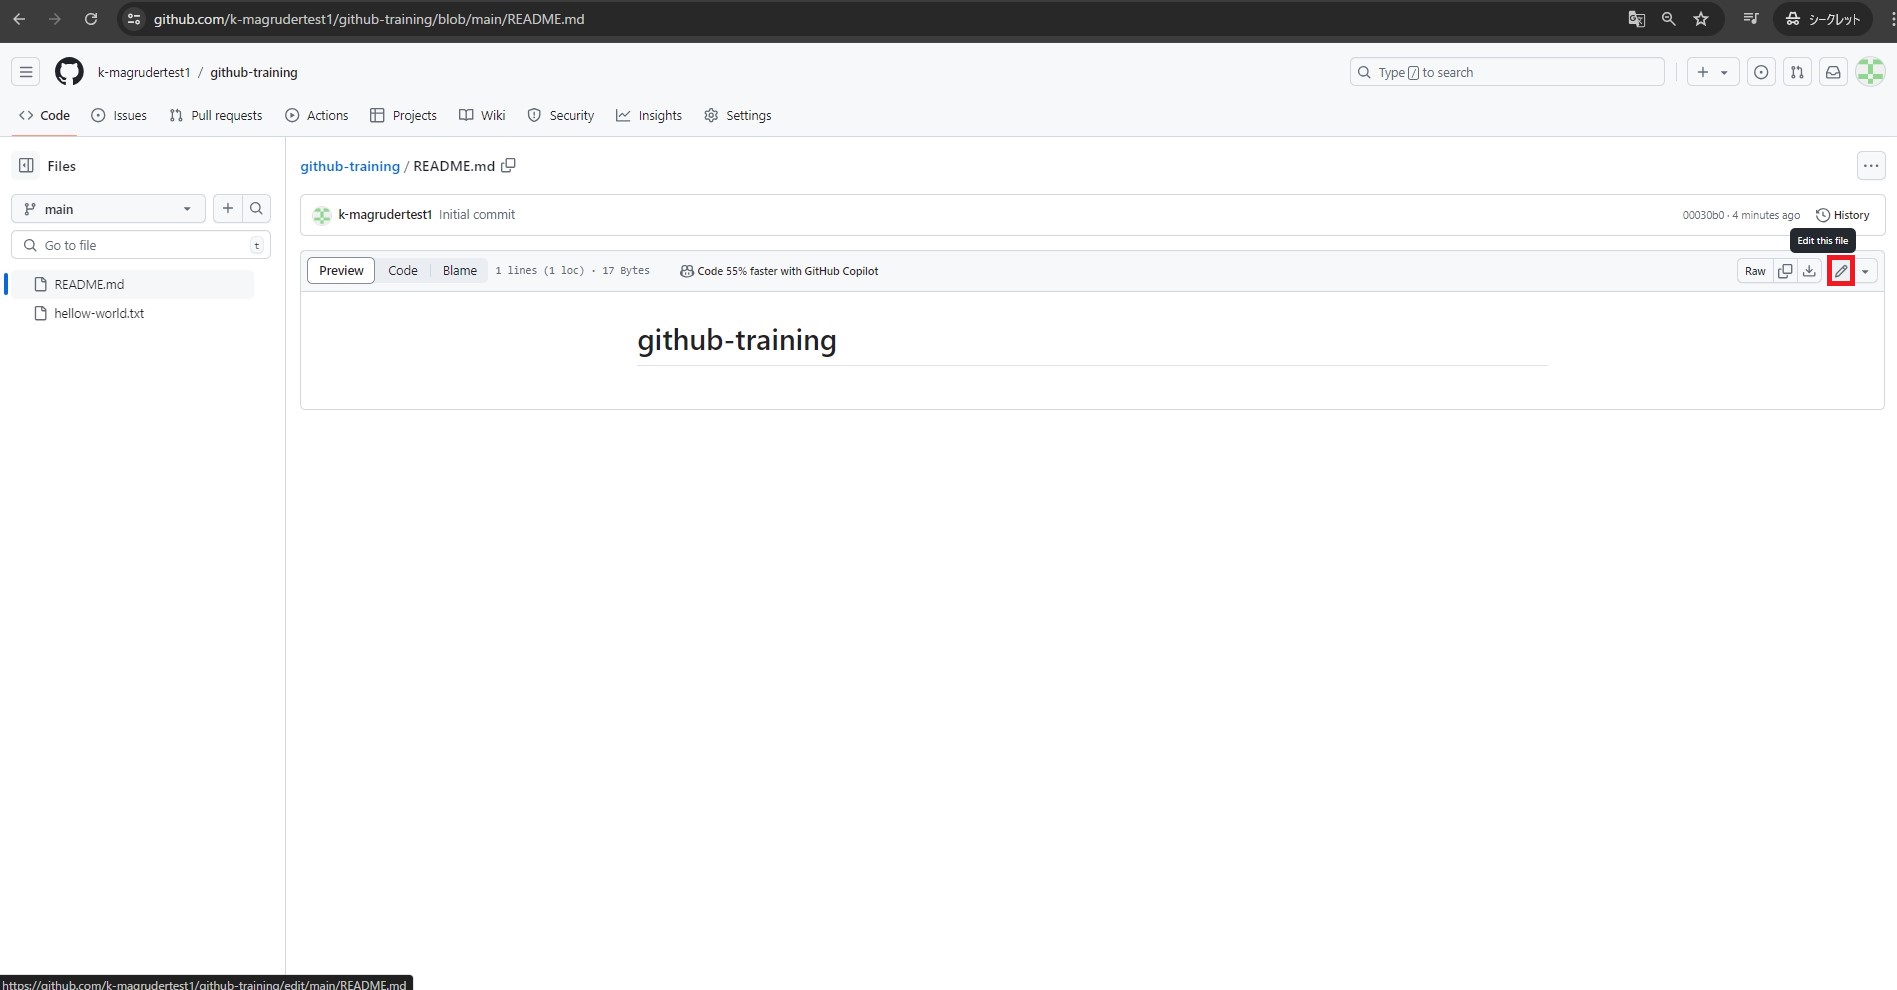 github.com/k-magrudertest1/github-training/blob/main/README.md
シークレット
k-magrudertest1 / github-training
Type / to search
Code Issues Pull requests Actions Projects Wiki Security Insights Settings
Files
main
Go to file
t
README.md
hellow-world.txt
github-training / README.md
k-magrudertest1 Initial commit
00030b0 · 4 minutes ago
History
Edit this file
Preview Code Blame 1 lines (1 loc) · 17 Bytes Code 55% faster with GitHub Copilot
Raw
github-training
https://github.com/k-magrudertest1/github-training/edit/main/README.md